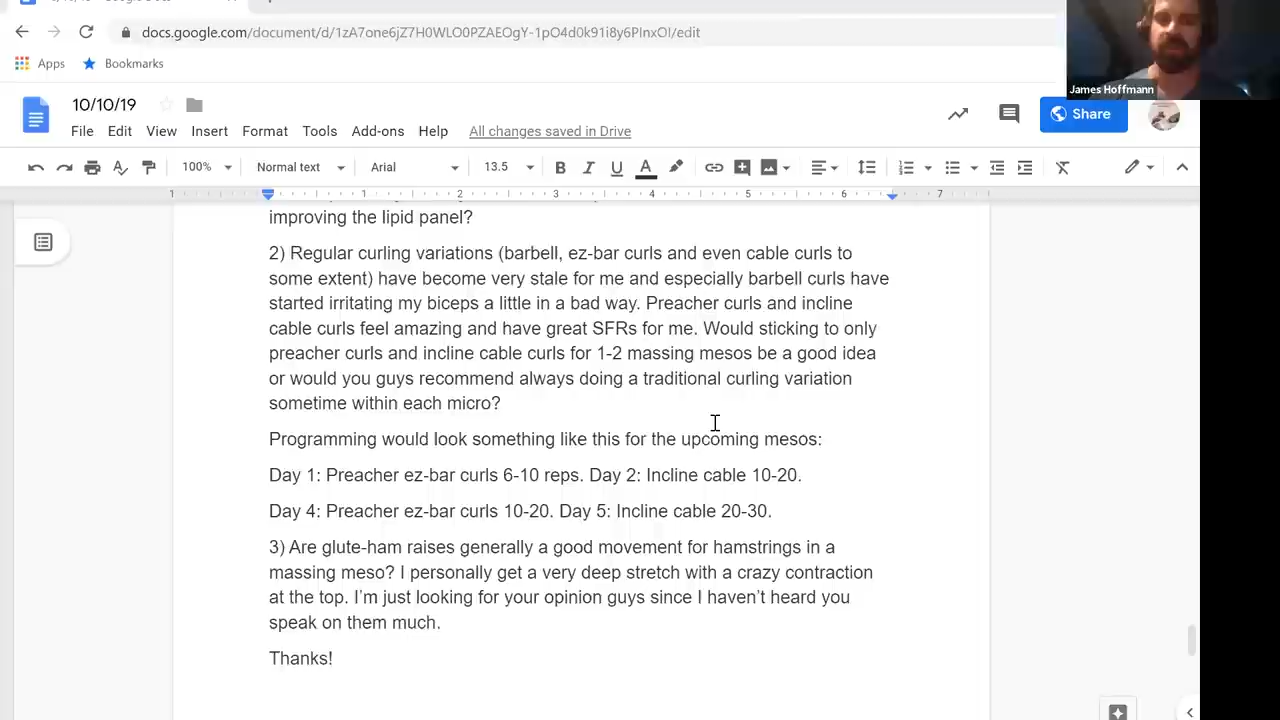 docs.google.com/document/d/1zA7one6jZ7H0WLO0PZAEOgY-1pO4d0k91i8y6PInxOI/edit
Apps
Bookmarks
James Hoffmann
10/10/19
Share
File Edit View Insert Format Tools Add-ons Help All changes saved in Drive
100% Normal text Arial 13.5 B I U A
1 1 2 3 4 5 6 7
improving the lipid panel?
2) Regular curling variations (barbell, ez-bar curls and even cable curls to
some extent) have become very stale for me and especially barbell curls have
started irritating my biceps a little in a bad way. Preacher curls and incline
cable curls feel amazing and have great SFRs for me. Would sticking to only
preacher curls and incline cable curls for 1-2 massing mesos be a good idea
or would you guys recommend always doing a traditional curling variation
sometime within each micro?
Programming would look something like this for the upcoming mesos:
Day 1: Preacher ez-bar curls 6-10 reps. Day 2: Incline cable 10-20.
Day 4: Preacher ez-bar curls 10-20. Day 5: Incline cable 20-30.
3) Are glute-ham raises generally a good movement for hamstrings in a
massing meso? I personally get a very deep stretch with a crazy contraction
at the top. I’m just looking for your opinion guys since I haven’t heard you
speak on them much.
Thanks!